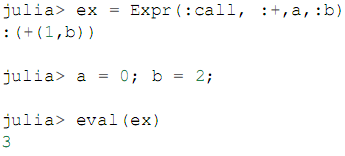 julia> ex = Expr(:call, :+,a,:b)
:(+(1,b))
julia> a = 0; b = 2;
julia> eval(ex)
3